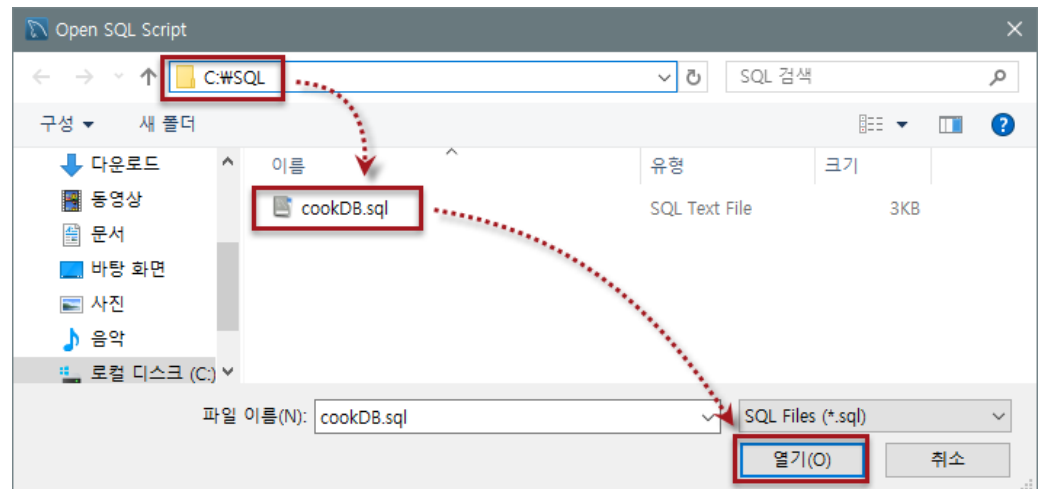 Open SQL Script
C:₩SQL
SQL 검색
구성
새 폴더
다운로드
동영상
문서
바탕 화면
사진
음악
로컬 디스크 (C:)
이름
유형
크기
cookDB.sql
SQL Text File
3KB
파일 이름(N):
cookDB.sql
SQL Files (*.sql)
열기(O)
취소